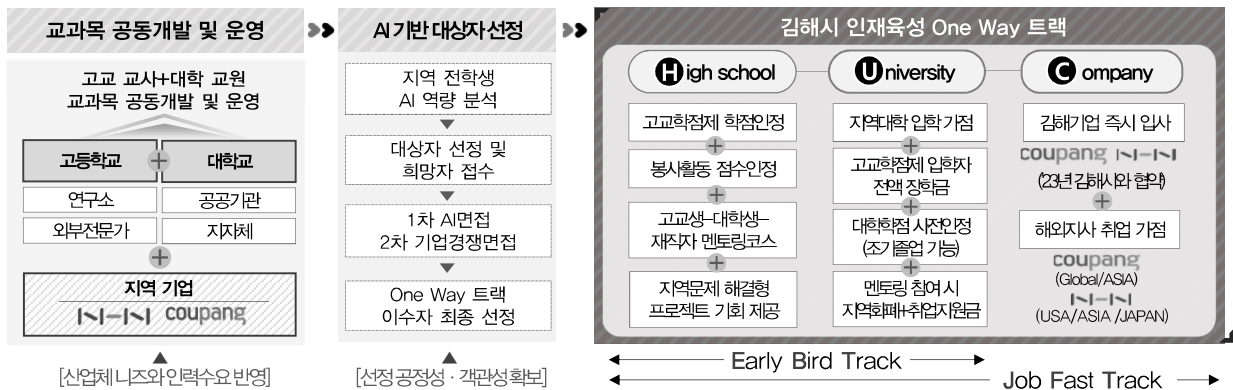 교과목 공동개발 및 운영
고교 교사+대학 교원
교과목 공동개발 및 운영
고등학교 + 대학교
연구소 공공기관
외부전문가 지자체
+
지역 기업
NHN coupang
[산업체 니즈와 인력수요 반영]
AI 기반 대상자 선정
지역 전학생
AI 역량 분석
대상자 선정 및
희망자 접수
1차 AI면접
2차 기업경쟁면접
One Way 트랙
이수자 최종 선정
[선정 공정성 · 객관성 확보]
김해시 인재육성 One Way 트랙
High school
고교학점제 학점인정
+
봉사활동 점수인정
+
고교생-대학생-
재직자 멘토링코스
+
지역문제 해결형
프로젝트 기회 제공
University
지역대학 입학 가점
+
고교학점제 입학자
전액 장학금
+
대학학점 사전인정
(조기졸업 가능)
+
멘토링 참여 시
지역화폐+취업지원금
Company
김해기업 즉시 입사
coupang NHN
('23년 김해시와 협약)
+
해외지사 취업 가점
coupang
(Global/ASIA)
NHN
(USA/ASIA/JAPAN)
Early Bird Track
Job Fast Track